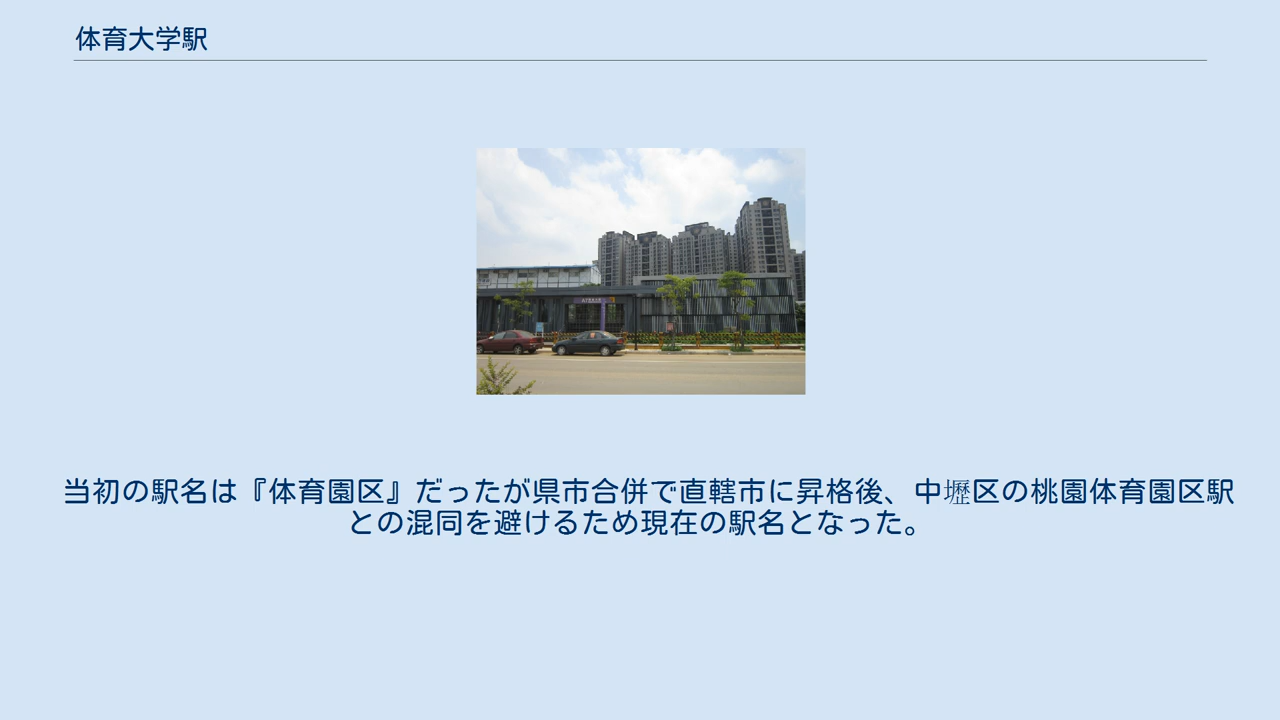 体育大学駅
当初の駅名は『体育園区』だったが県市合併で直轄市に昇格後、中壢区の桃園体育園区駅
との混同を避けるため現在の駅名となった。